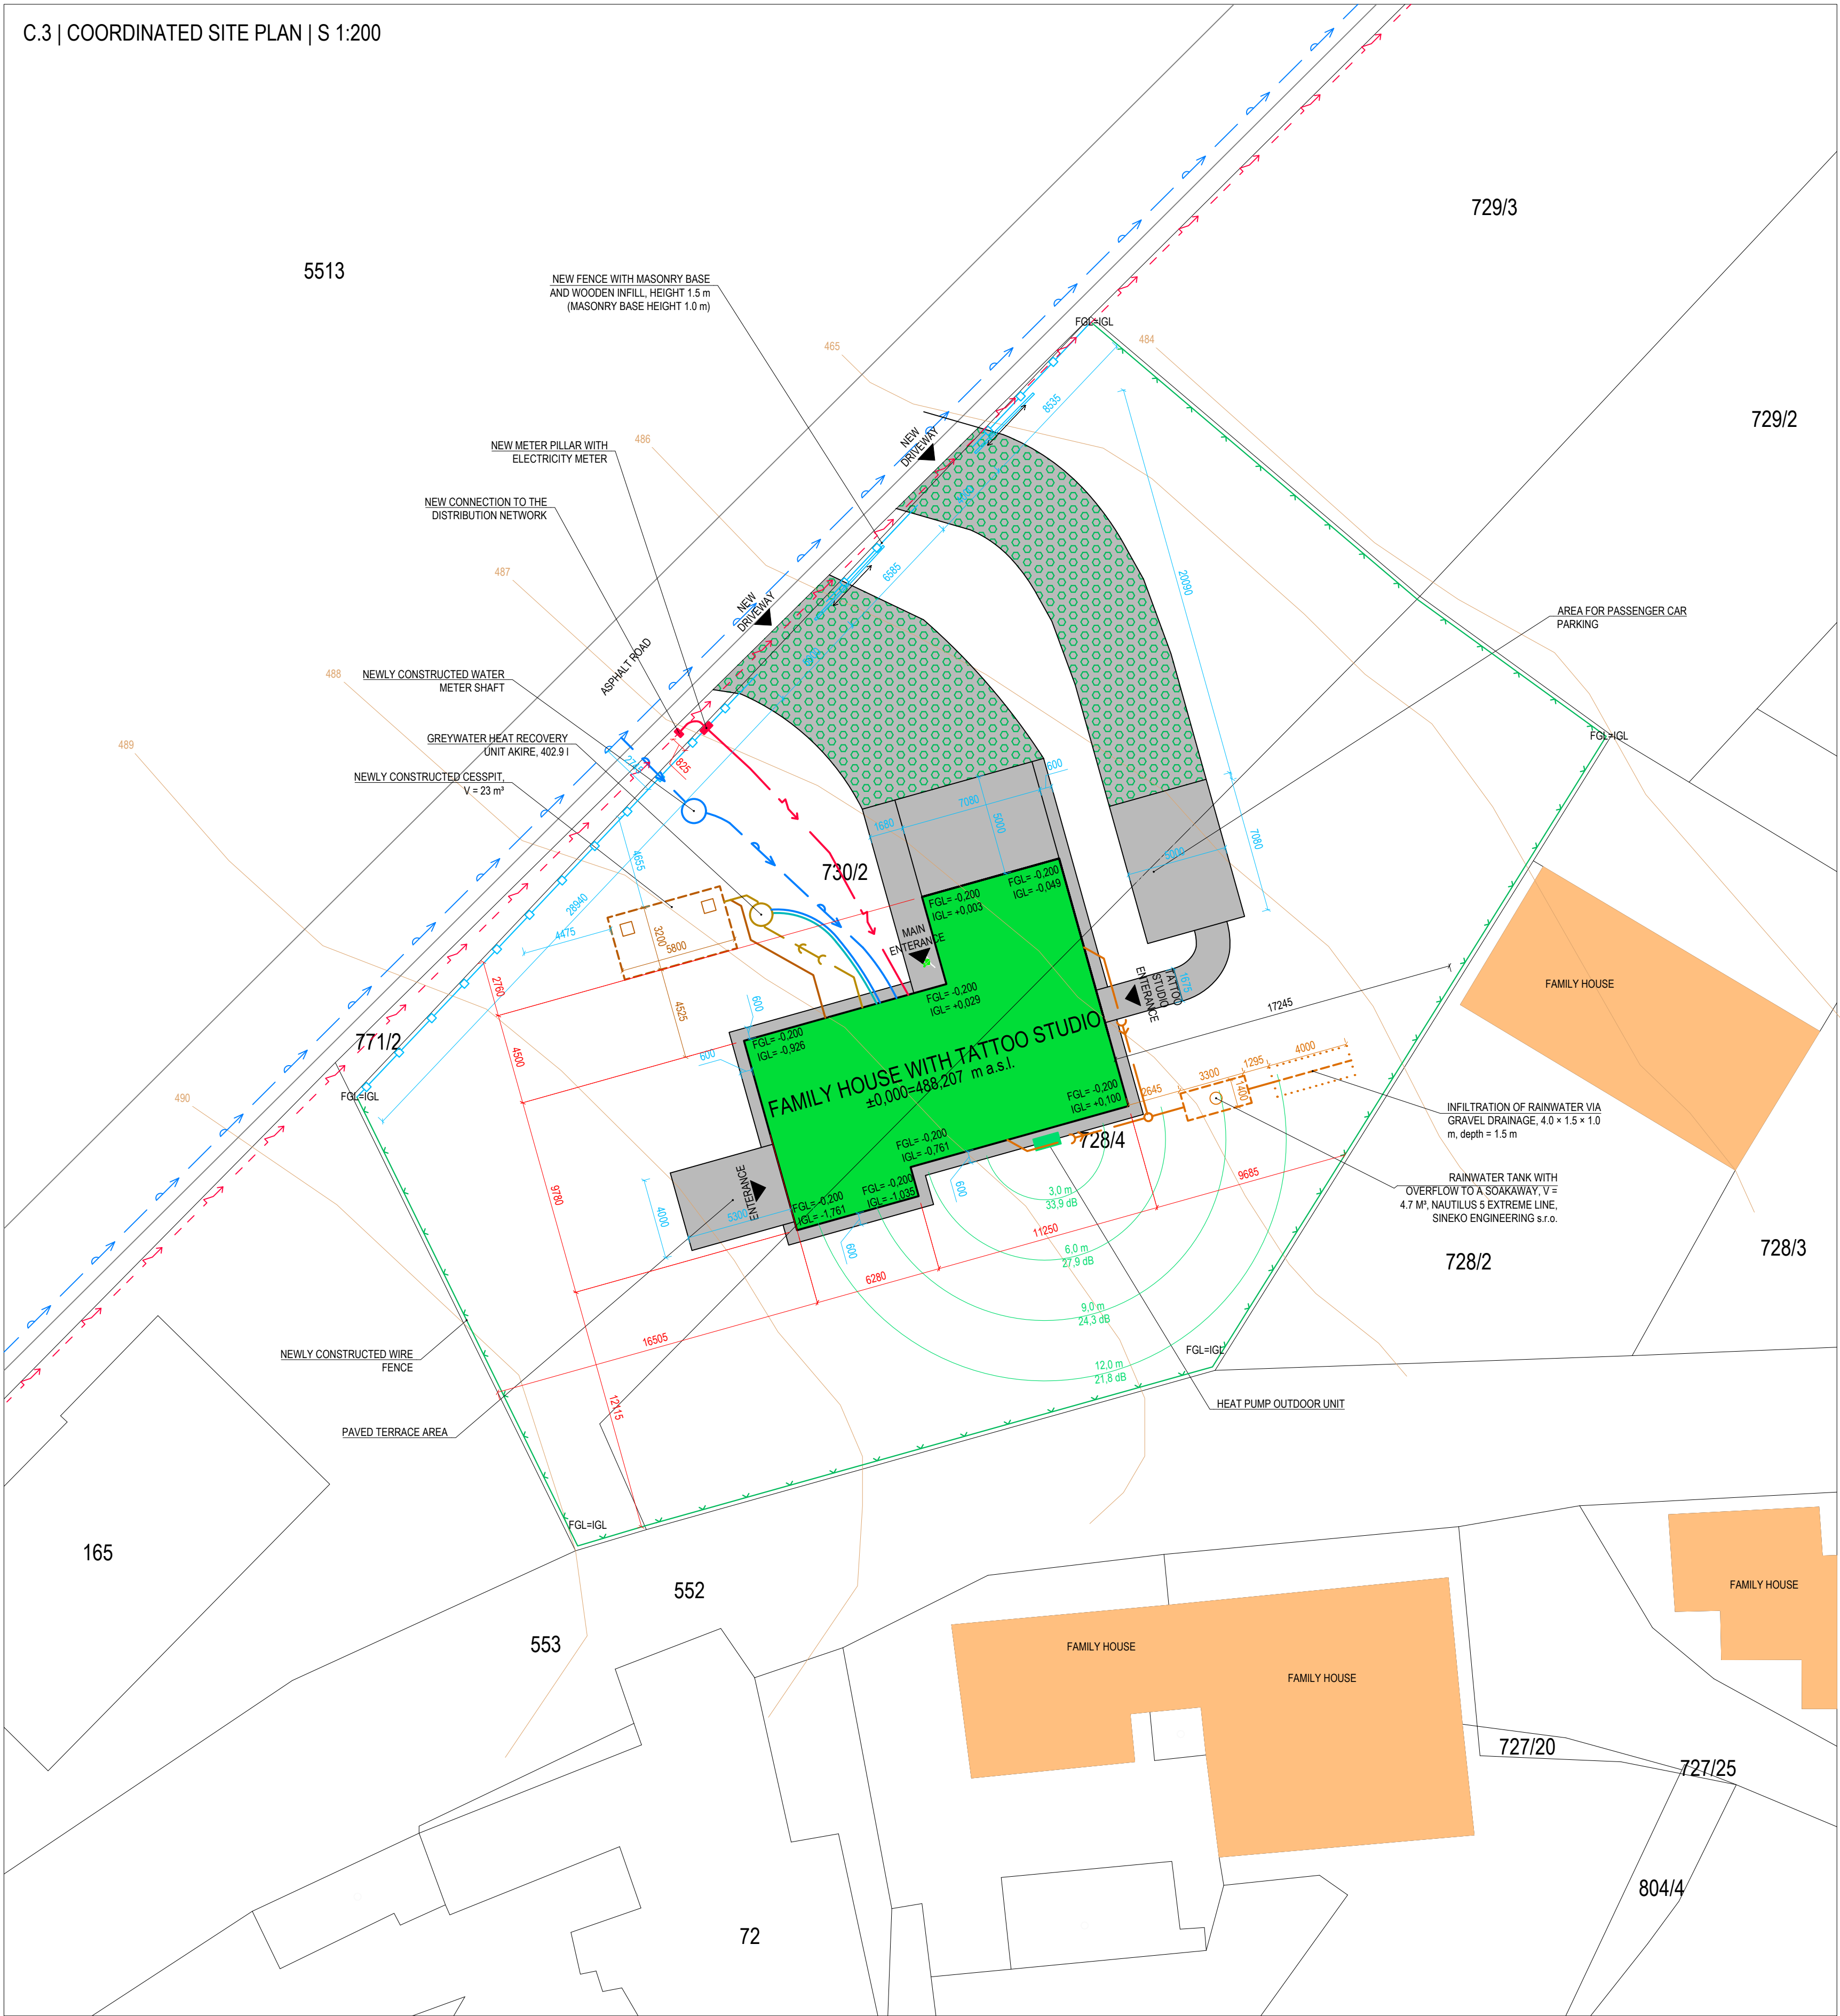 C.3 | COORDINATED SITE PLAN | S 1:200
729/3
5513
NEW FENCE WITH MASONRY BASE
AND WOODEN INFILL, HEIGHT 1.5 m
(MASONRY BASE HEIGHT 1.0 m)
FGL=IGL
465
484
8535
729/2
486
NEW
DRIVEWAY
NEW METER PILLAR WITH
ELECTRICITY METER
NEW CONNECTION TO THE
DISTRIBUTION NETWORK
487
6585
20090
NEW
DRIVEWAY
AREA FOR PASSENGER CAR
PARKING
ASPHALT ROAD
488
NEWLY CONSTRUCTED WATER
METER SHAFT
489
GREYWATER HEAT RECOVERY
UNIT AKIRE, 402.9 l
NEWLY CONSTRUCTED CESSPIT,
V = 23 m³
825
FGL=IGL
600
7080
1680
5000
7080
5000
4655
730/2
28940
FGL= -0,200
IGL= -0,049
FGL= -0,200
IGL= +0,003
4475
3200
5800
MAIN
ENTERANCE
2760
4525
600
FGL= -0,200
IGL= +0,029
TATTOO
STUDIO
ENTERANCE
1675
17245
FAMILY HOUSE
771/2
4500
600
FGL= -0,200
IGL= -0,926
FAMILY HOUSE WITH TATTOO STUDIO
±0,000=488,207 m a.s.l.
FGL= -0,200
IGL= +0,100
2645
3300
1400
1295
4000
490
FGL=IGL
INFILTRATION OF RAINWATER VIA
GRAVEL DRAINAGE, 4.0 × 1.5 × 1.0
m, depth = 1.5 m
728/4
FGL= -0,200
IGL= -0,761
ENTERANCE
9780
4000
5300
FGL= -0,200
IGL= -1,761
FGL= -0,200
IGL= -1,035
600
600
3,0 m
33,9 dB
9685
RAINWATER TANK WITH
OVERFLOW TO A SOAKAWAY, V =
4.7 M³, NAUTILUS 5 EXTREME LINE,
SINEKO ENGINEERING s.r.o.
11250
6,0 m
27,9 dB
728/2
728/3
6280
9,0 m
24,3 dB
16505
NEWLY CONSTRUCTED WIRE
FENCE
FGL=IGL
12,0 m
21,8 dB
12115
HEAT PUMP OUTDOOR UNIT
PAVED TERRACE AREA
FGL=IGL
165
552
553
FAMILY HOUSE
FAMILY HOUSE
FAMILY HOUSE
727/20
727/25
804/4
72